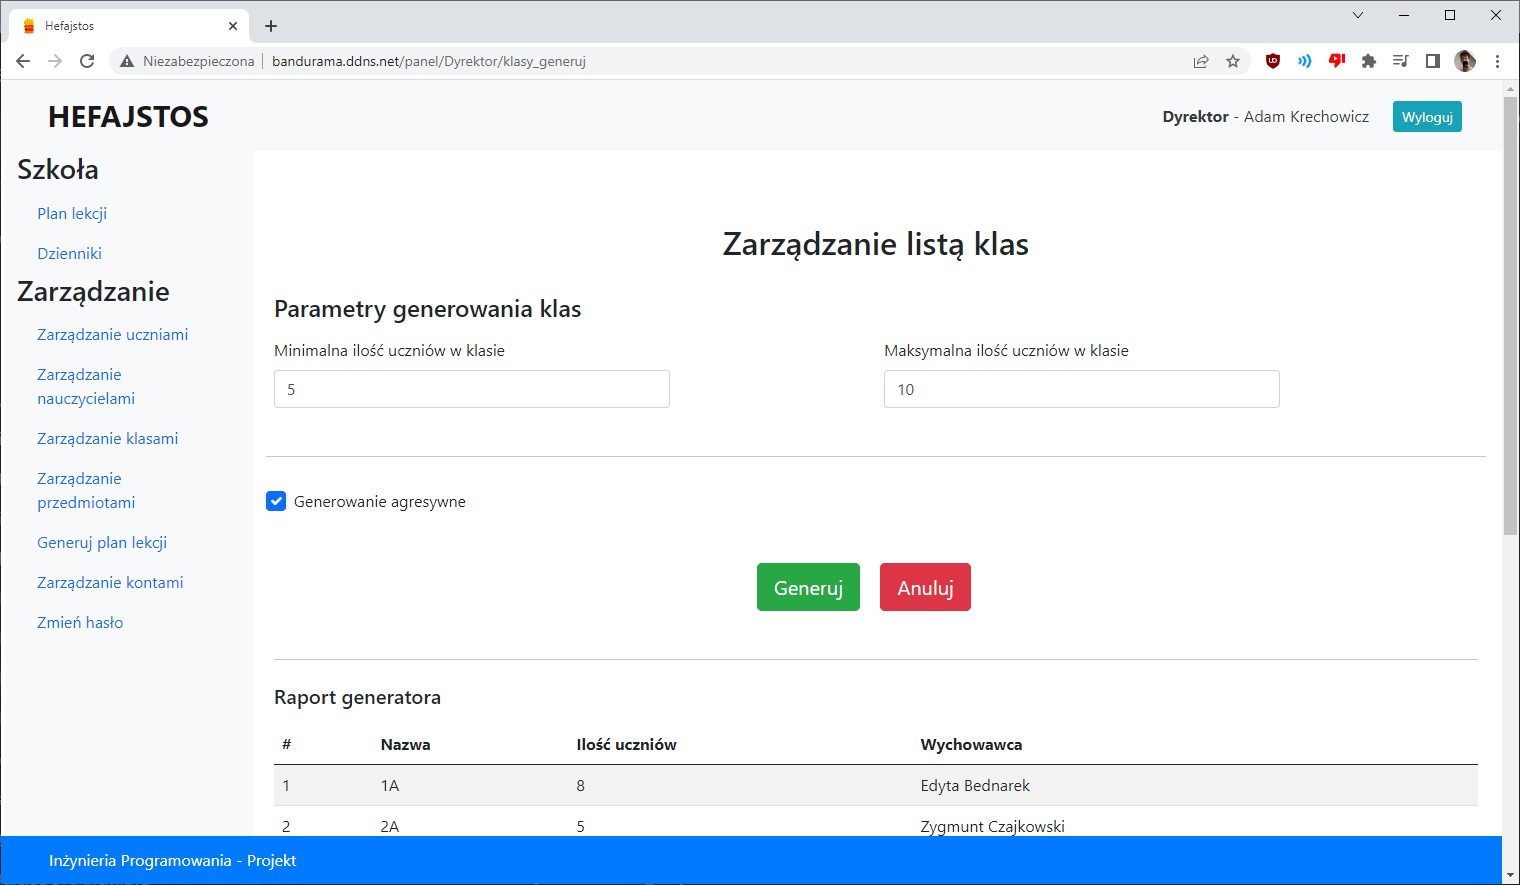 Hefajstos
Niezabezpieczona
bandurama.ddns.net/panel/Dyrektor/klasy_generuj
HEFAJSTOS
Dyrektor - Adam Krechowicz
Wyloguj
Szkoła
Plan lekcji
Dzienniki
Zarządzanie
Zarządzanie uczniami
Zarządzanie
nauczycielami
Zarządzanie klasami
Zarządzanie
przedmiotami
Generuj plan lekcji
Zarządzanie kontami
Zmień hasło
Zarządzanie listą klas
Parametry generowania klas
Minimalna ilość uczniów w klasie
Maksymalna ilość uczniów w klasie
5
10
Generowanie agresywne
Generuj
Anuluj
Raport generatora
# Nazwa Ilość uczniów Wychowawca
1 1A 8 Edyta Bednarek
2 2A 5 Zygmunt Czajkowski
Inżynieria Programowania - Projekt